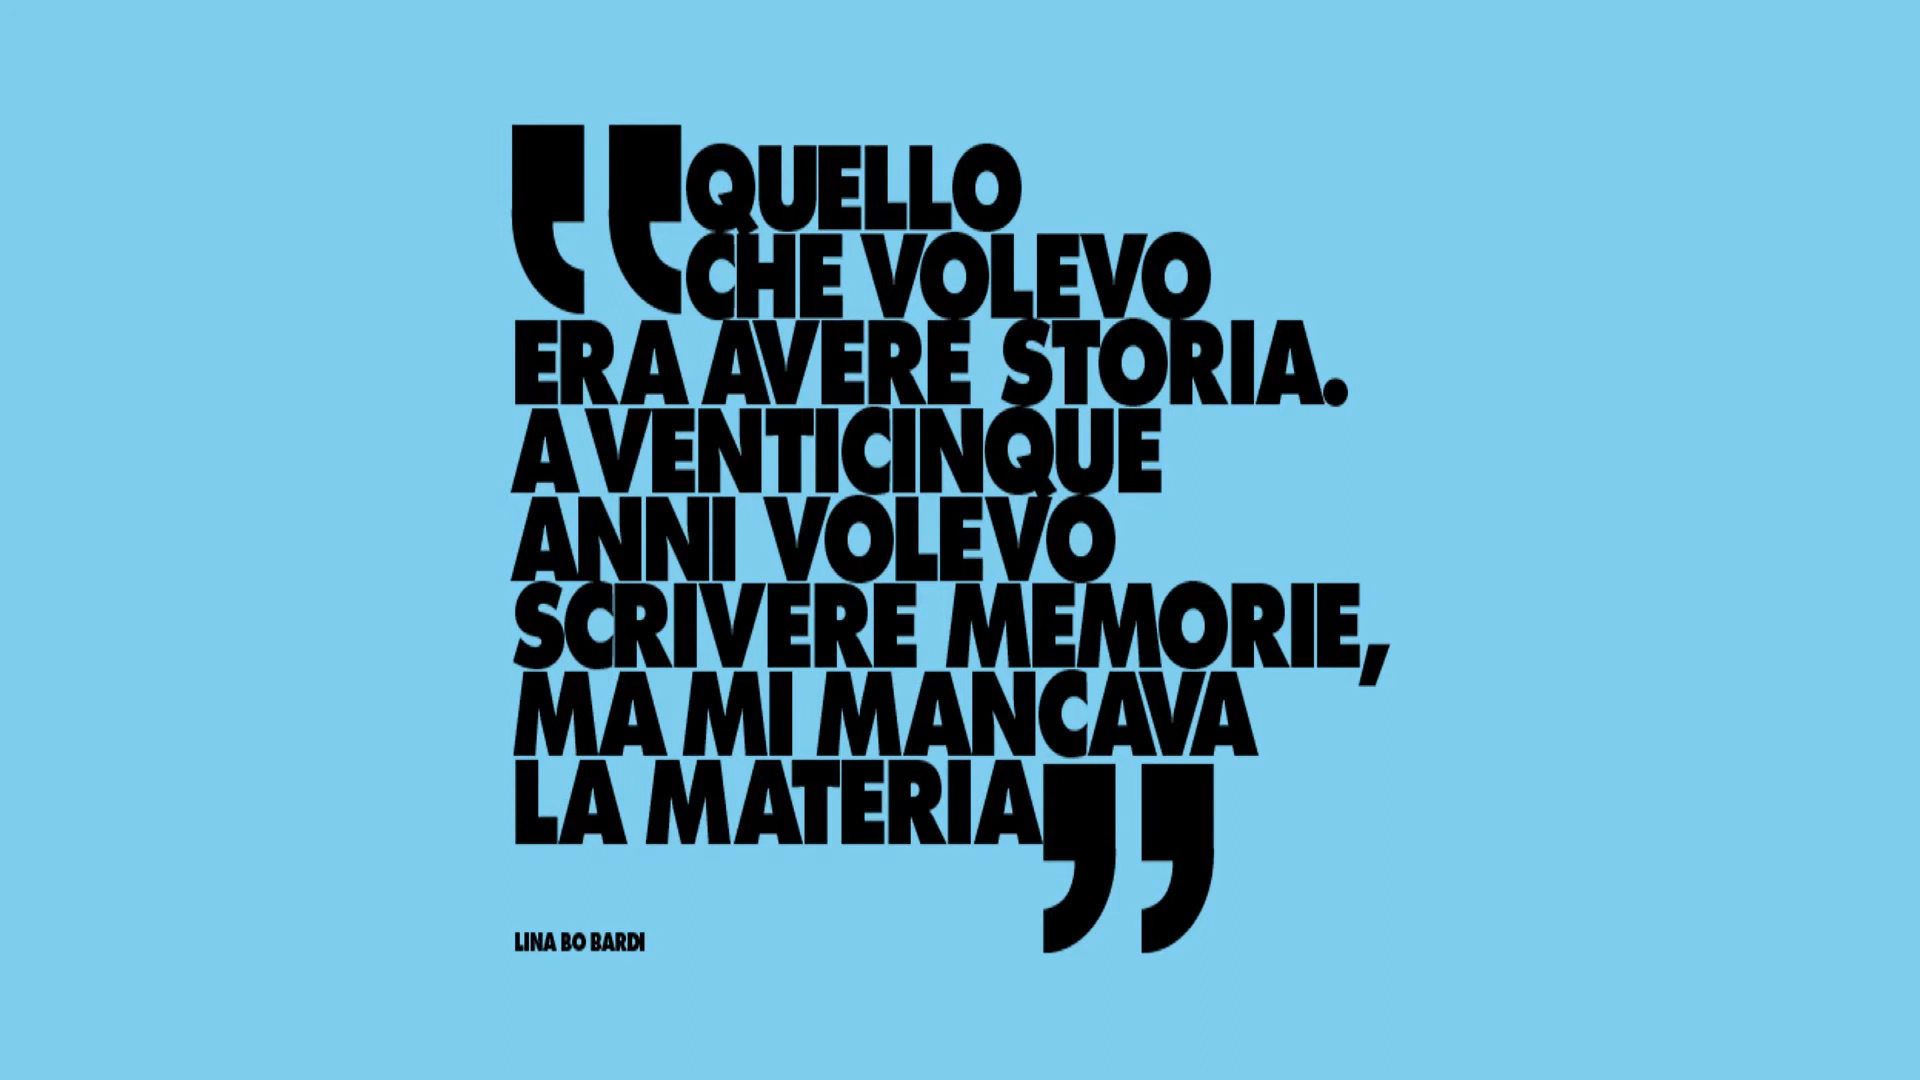 “QUELLO
CHE VOLEVO
ERA AVERE STORIA.
A VENTICINQUE
ANNI VOLEVO
SCRIVERE MEMORIE,
MA MI MANCAVA
LA MATERIA”
LINA BO BARDI